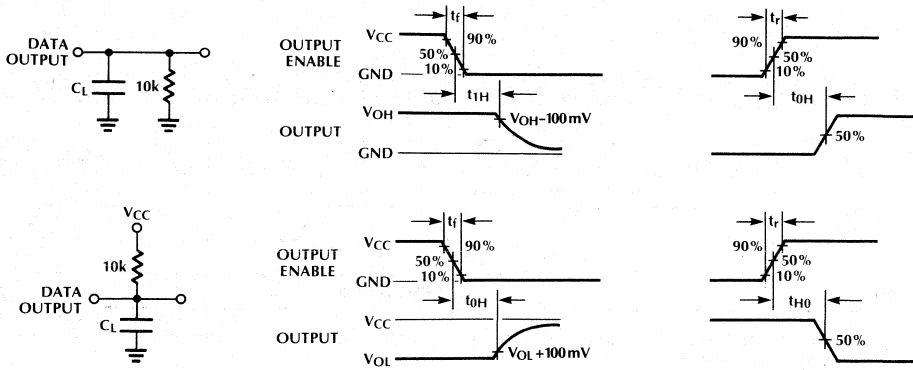 DATA
OUTPUT
CL
10k
OUTPUT
ENABLE
VCC
GND
tf
90%
50%
10%
t1H
OUTPUT
VOH
GND
VOH−100mV
tr
90%
50%
10%
t0H
50%
VCC
10k
DATA
OUTPUT
CL
OUTPUT
ENABLE
VCC
GND
tf
90%
50%
10%
t0H
OUTPUT
VCC
VOL
VOL+100mV
tr
90%
50%
10%
tH0
50%